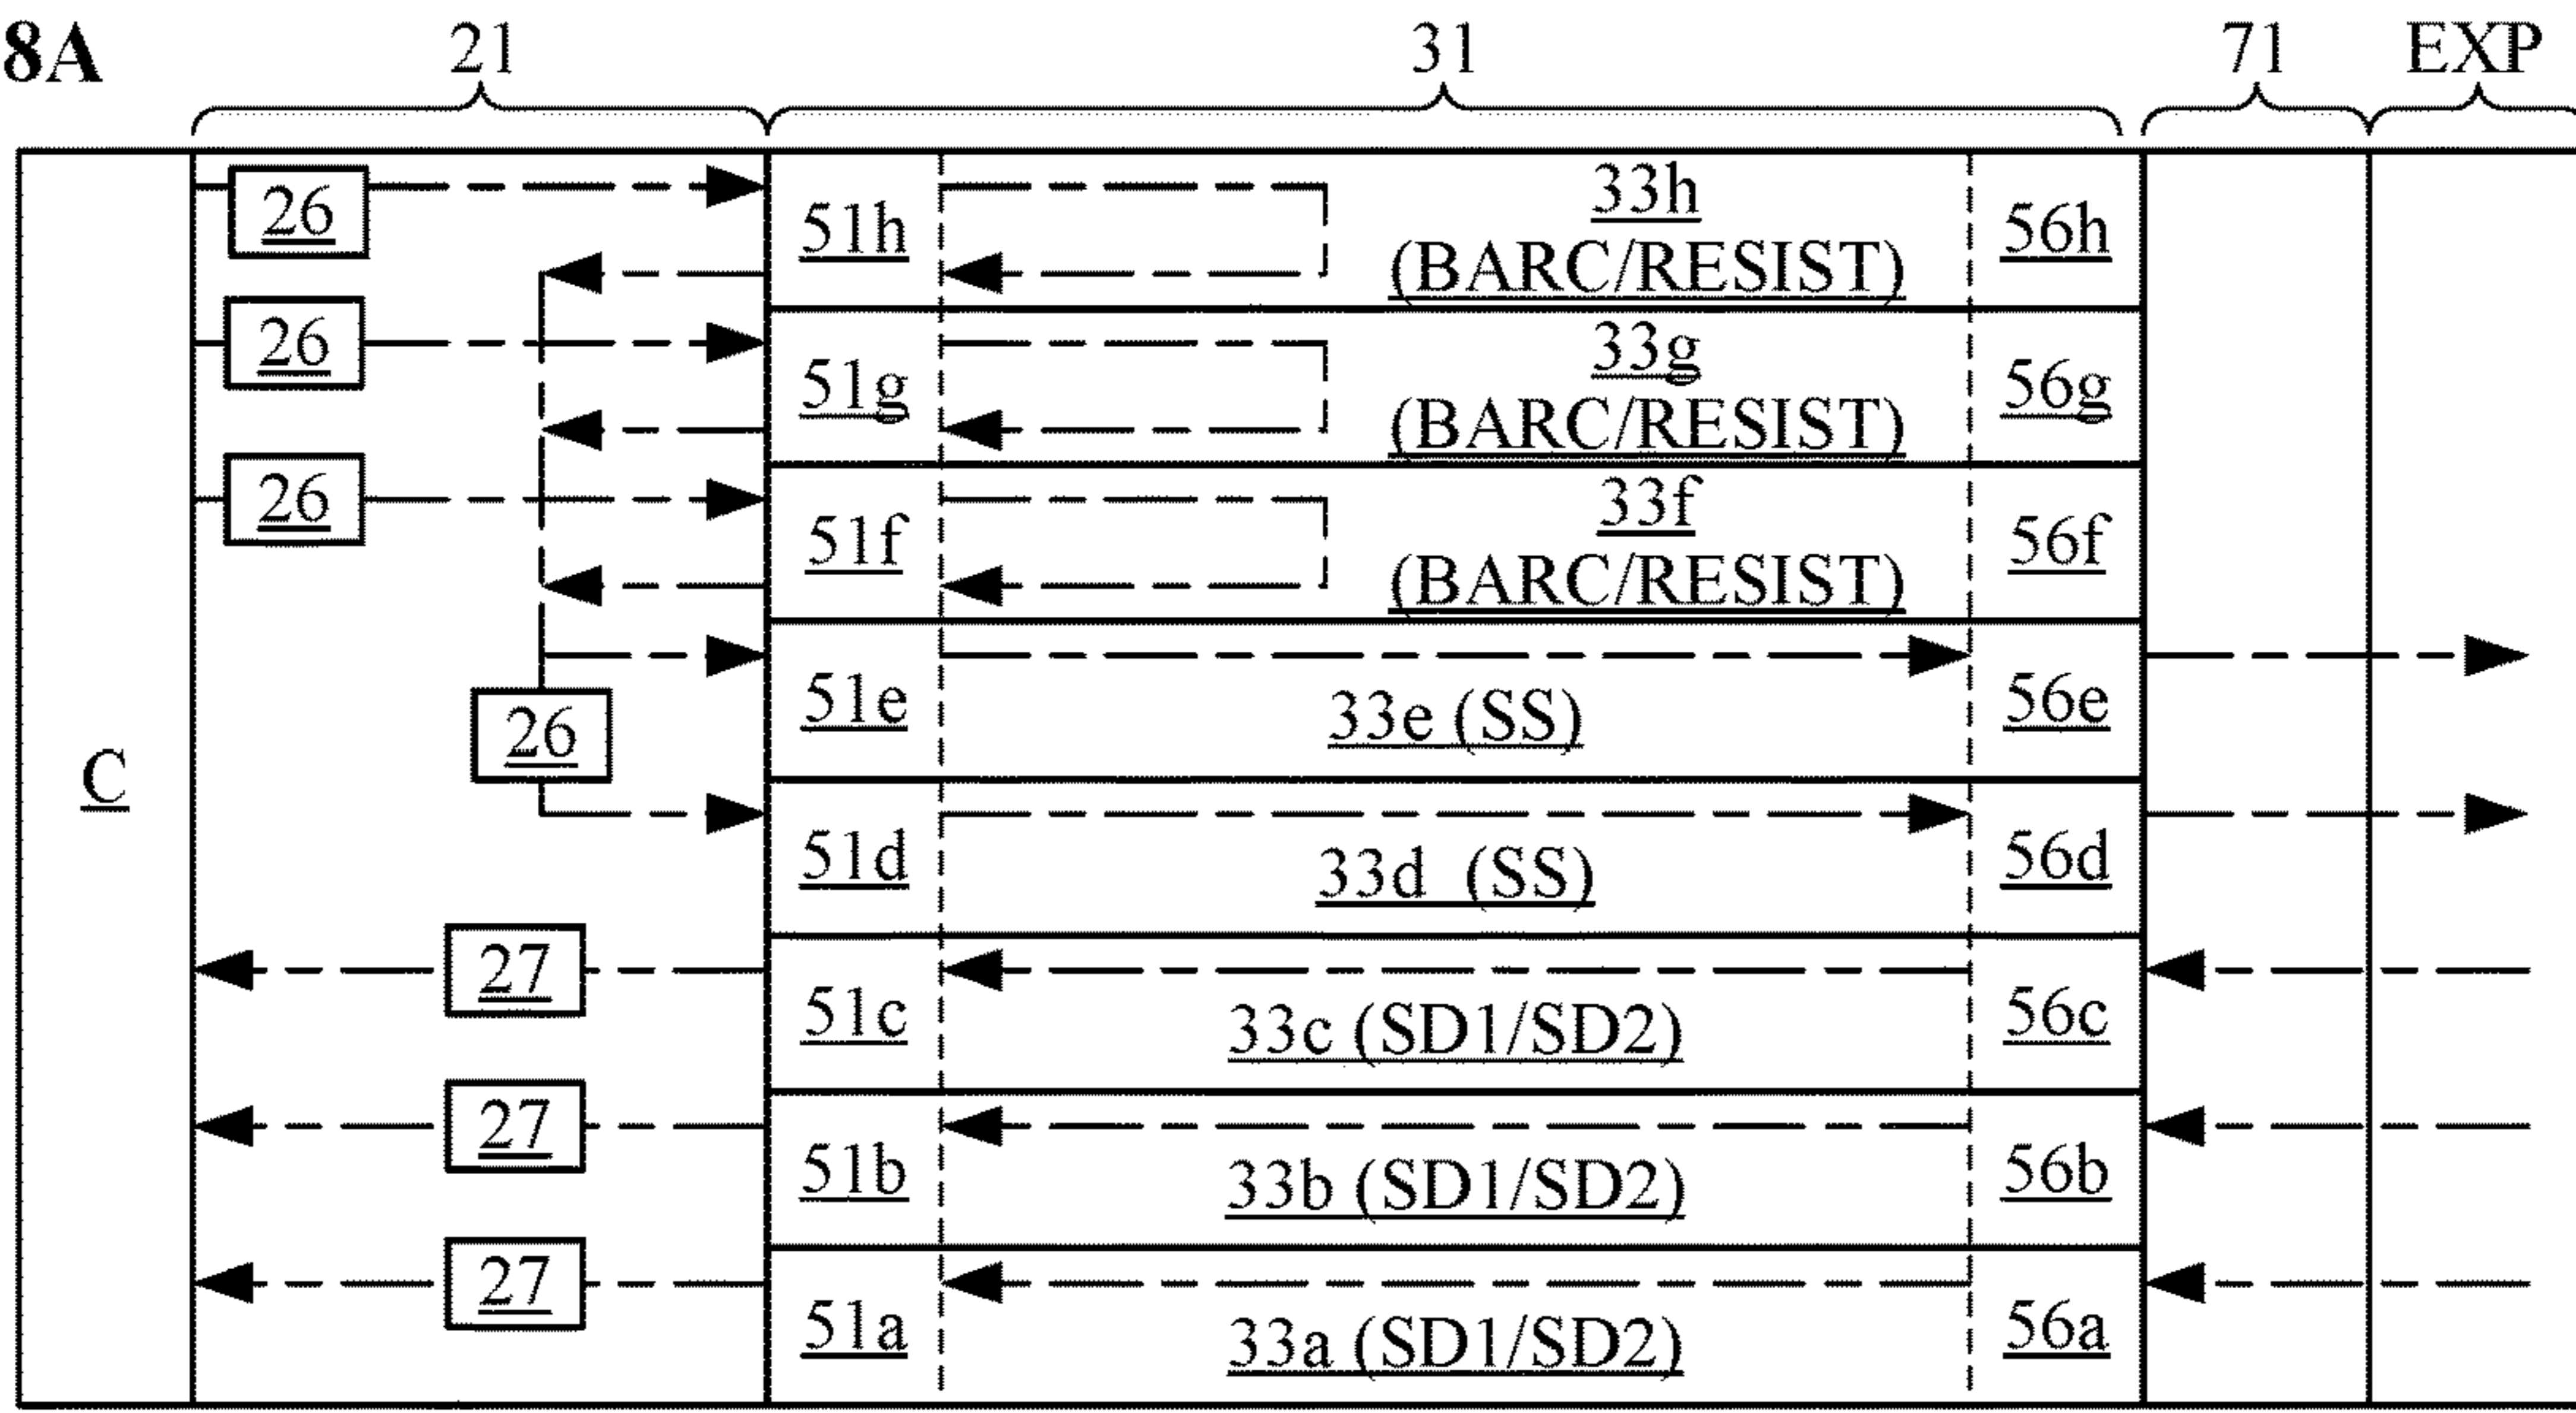 8A 21 31 71 EXP
26 51h 33h 56h
(BARC/RESIST)
26 51g 33g 56g
(BARC/RESIST)
26 51f 33f 56f
(BARC/RESIST)
26 51e 33e (SS) 56e
C
51d 33d (SS) 56d
27 51c 33c (SD1/SD2) 56c
27 51b 33b (SD1/SD2) 56b
27 51a 33a (SD1/SD2) 56a